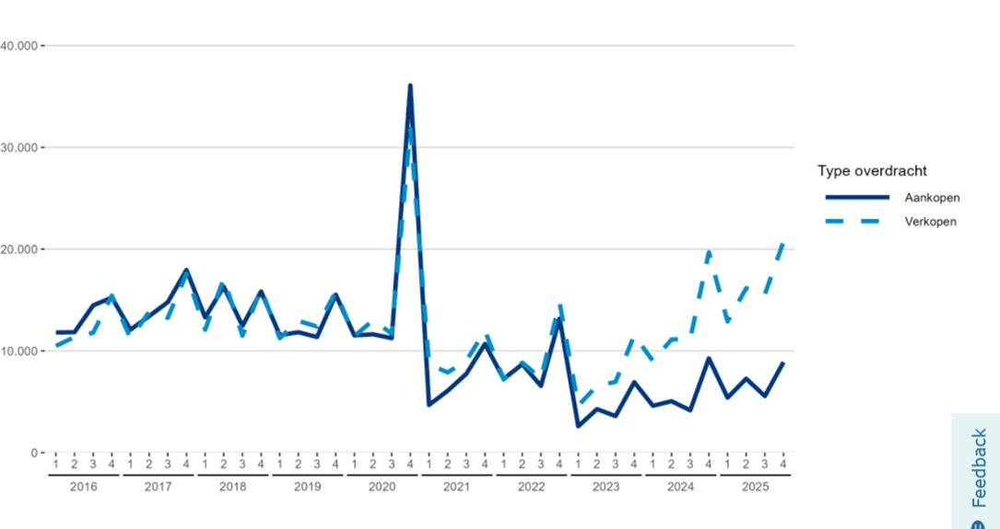 40.000
30.000
20.000
10.000
0
1 2 3 4 1 2 3 4 1 2 3 4 1 2 3 4 1 2 3 4 1 2 3 4 1 2 3 4 1 2 3 4 1 2 3 4 1 2 3 4
2016 2017 2018 2019 2020 2021 2022 2023 2024 2025
Type overdracht
Aankopen
Verkopen
Feedback